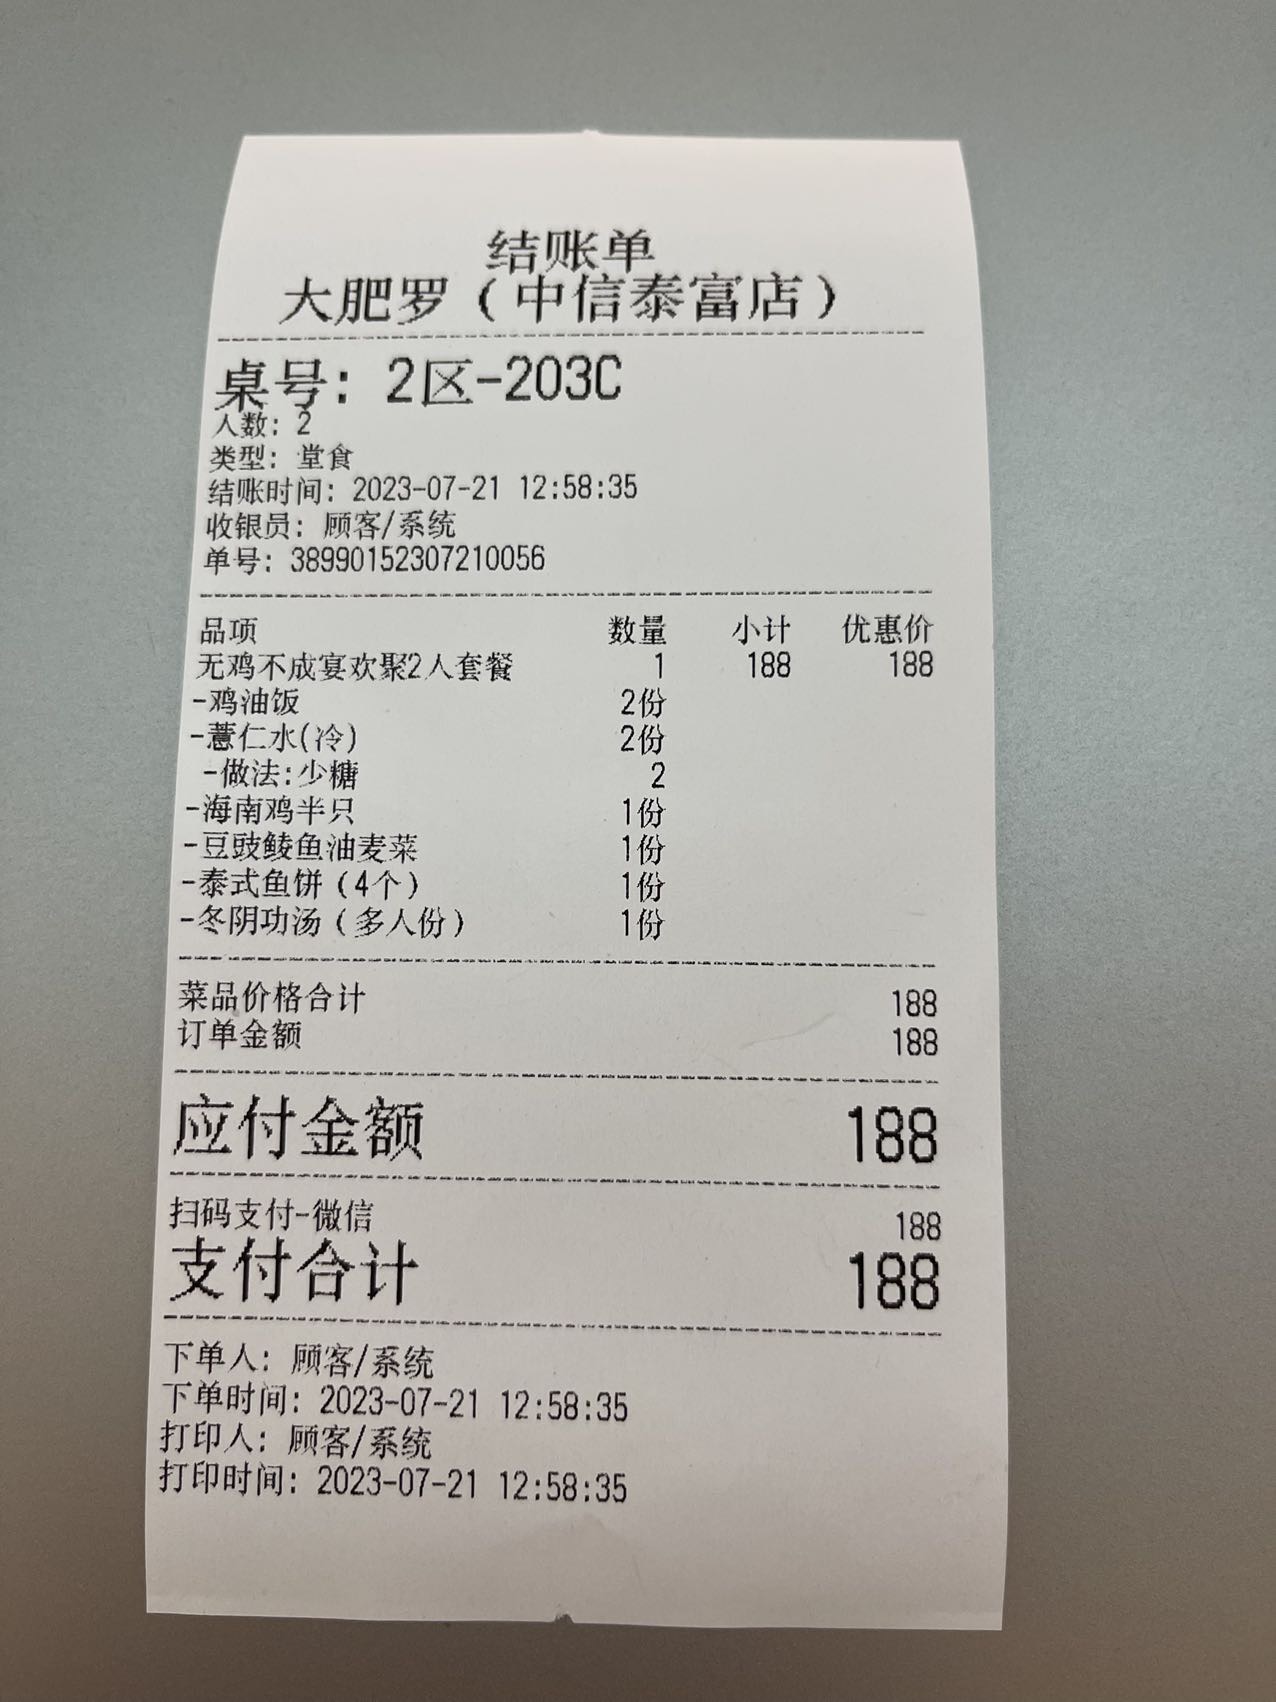 结账单
大肥罗（中信泰富店）
桌号: 2区-203C
人数: 2
类型: 堂食
结账时间: 2023-07-21 12:58:35
收银员: 顾客/系统
单号: 38990152307210056
品项 数量 小计 优惠价
无鸡不成宴欢聚2人套餐 1 188 188
-鸡油饭 2份
-薏仁水(冷) 2份
-做法:少糖 2
-海南鸡半只 1份
-豆豉鲮鱼油麦菜 1份
-泰式鱼饼（4个） 1份
-冬阴功汤（多人份） 1份
菜品价格合计 188
订单金额 188
应付金额 188
扫码支付-微信 188
支付合计 188
下单人: 顾客/系统
下单时间: 2023-07-21 12:58:35
打印人: 顾客/系统
打印时间: 2023-07-21 12:58:35